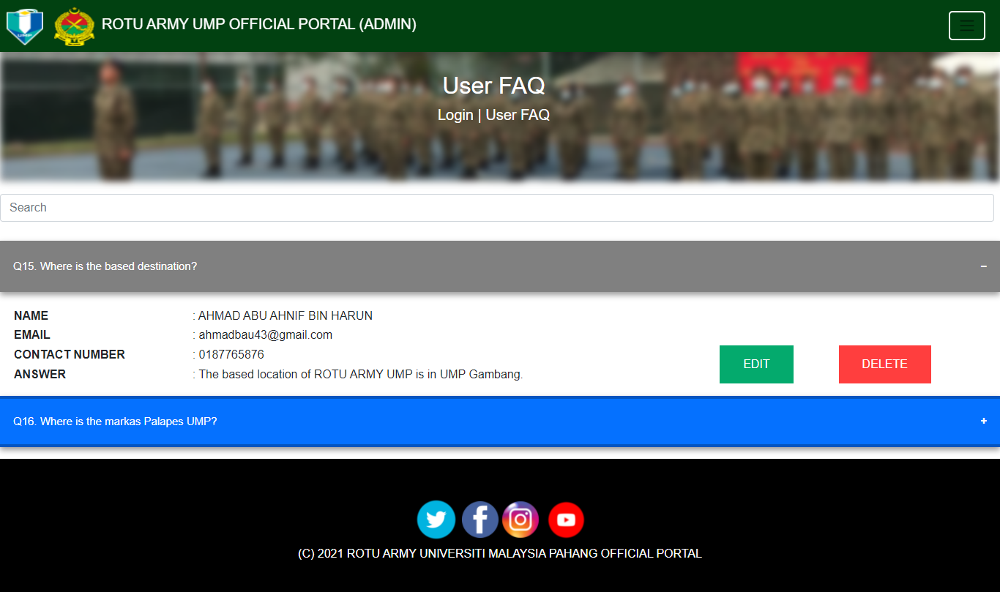 UMP
ROTU ARMY UMP OFFICIAL PORTAL (ADMIN)
User FAQ
Login | User FAQ
Search
Q15. Where is the based destination?
NAME : AHMAD ABU AHNIF BIN HARUN
EMAIL : ahmadbau43@gmail.com
CONTACT NUMBER : 0187765876
ANSWER : The based location of ROTU ARMY UMP is in UMP Gambang.
EDIT DELETE
Q16. Where is the markas Palapes UMP?
(C) 2021 ROTU ARMY UNIVERSITI MALAYSIA PAHANG OFFICIAL PORTAL